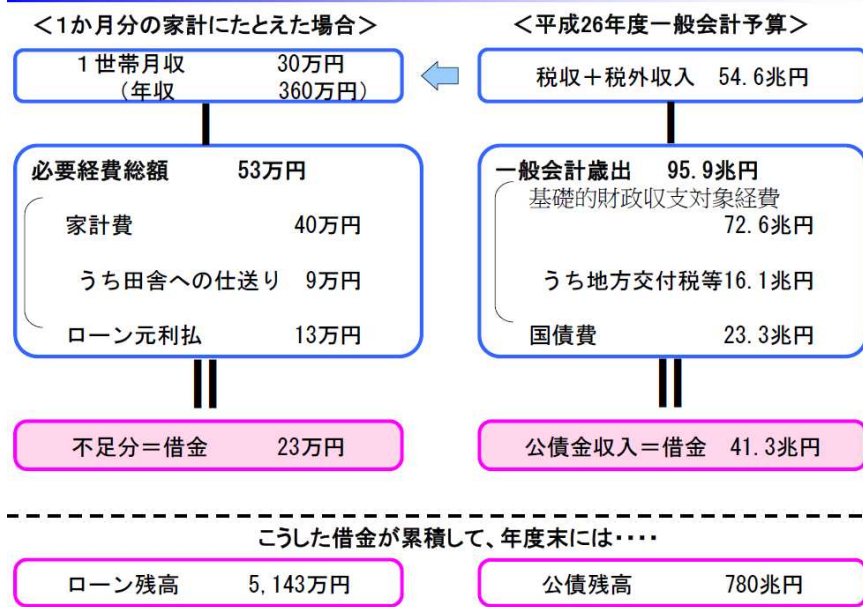 ＜1か月分の家計にたとえた場合＞
1世帯月収 30万円
（年収 360万円）
必要経費総額 53万円
家計費 40万円
うち田舎への仕送り 9万円
ローン元利払 13万円
不足分＝借金 23万円
＜平成26年度一般会計予算＞
税収＋税外収入 54.6兆円
一般会計歳出 95.9兆円
基礎的財政収支対象経費
72.6兆円
うち地方交付税等16.1兆円
国債費 23.3兆円
公債金収入＝借金 41.3兆円
こうした借金が累積して、年度末には････
ローン残高 5,143万円
公債残高 780兆円